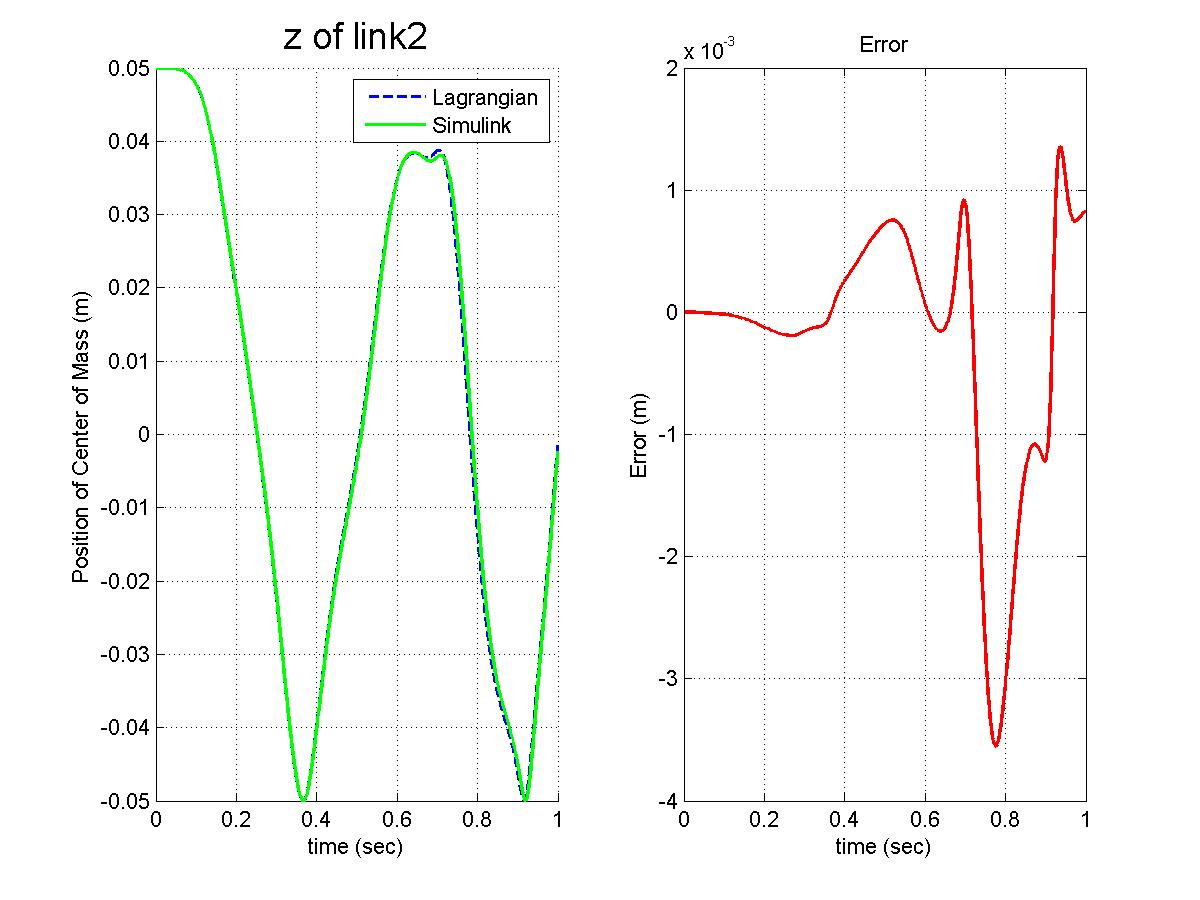 z of link2
Lagrangian
Simulink
0.05
0.04
0.03
0.02
0.01
0
-0.01
-0.02
-0.03
-0.04
-0.05
Position of Center of Mass (m)
0 0.2 0.4 0.6 0.8 1
time (sec)
Error
x 10^-3
2
1
0
-1
-2
-3
-4
Error (m)
0 0.2 0.4 0.6 0.8 1
time (sec)